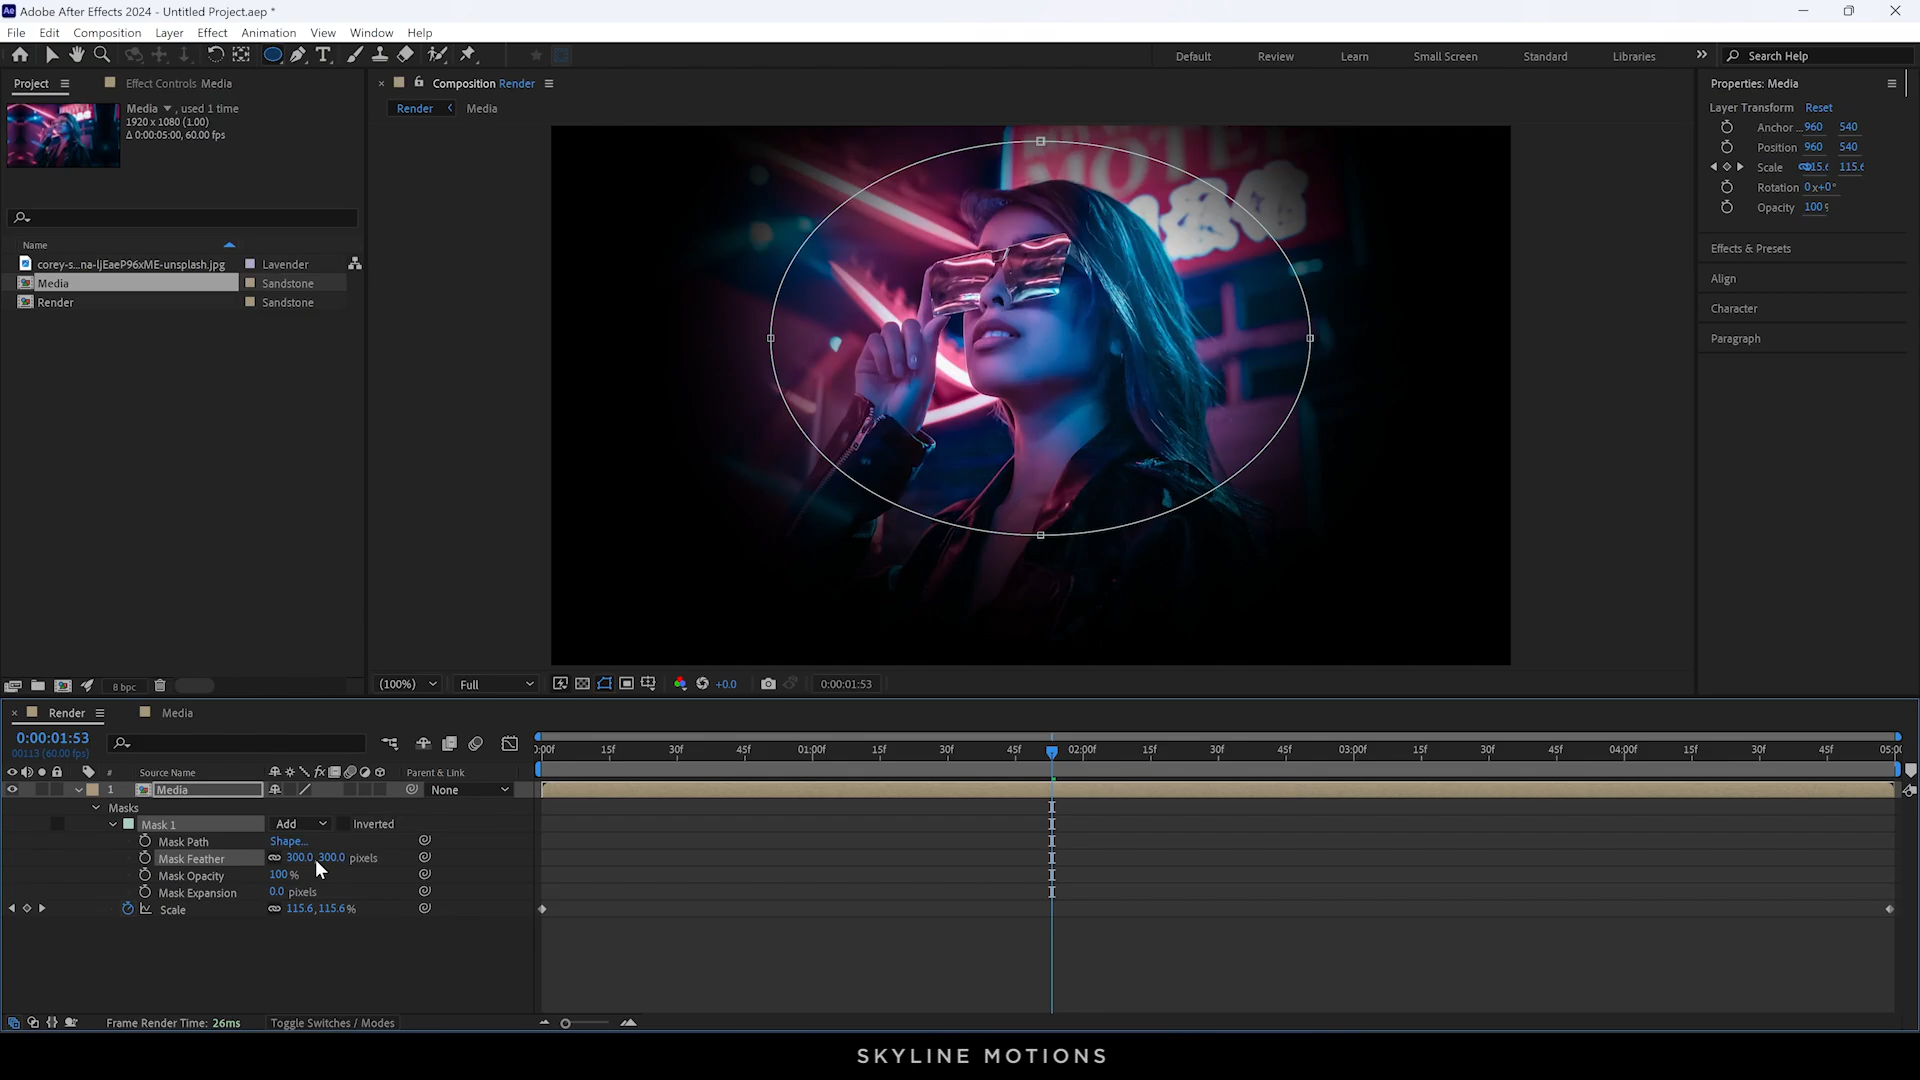 Adobe After Effects 2024 - Untitled Project.aep *
File Edit Composition Layer Effect Animation View Window Help
Default Review Learn Small Screen Standard Libraries Search Help
Project Effect Controls Media
Composition Render
Properties: Media
Media , used 1 time
1920 x 1080 (1.00)
Δ 0:00:05:00, 60.00 fps
Render Media
Layer Transform Reset
Anchor ... 960 540
Position 960 540
Scale 115.6 115.6
Rotation 0x+0°
Opacity 100
Effects & Presets
Align
Character
Paragraph
Name
corey-s...na-ljEaeP96xME-unsplash.jpg Lavender
Media Sandstone
Render Sandstone
MOTEL
8 bpc
(100%) Full +0.0 0:00:01:53
Render Media
0:00:01:53
00113 (60.00 fps)
:00f 15f 30f 45f 01:00f 15f 30f 45f 02:00f 15f 30f 45f 03:00f 15f 30f 45f 04:00f 15f 30f 45f 05:00
# Source Name Parent & Link
1 Media None
Masks
Mask 1 Add Inverted
Mask Path Shape...
Mask Feather 300.0, 300.0 pixels
Mask Opacity 100 %
Mask Expansion 0.0 pixels
Scale 115.6, 115.6 %
Frame Render Time: 26ms Toggle Switches / Modes
SKYLINE MOTIONS